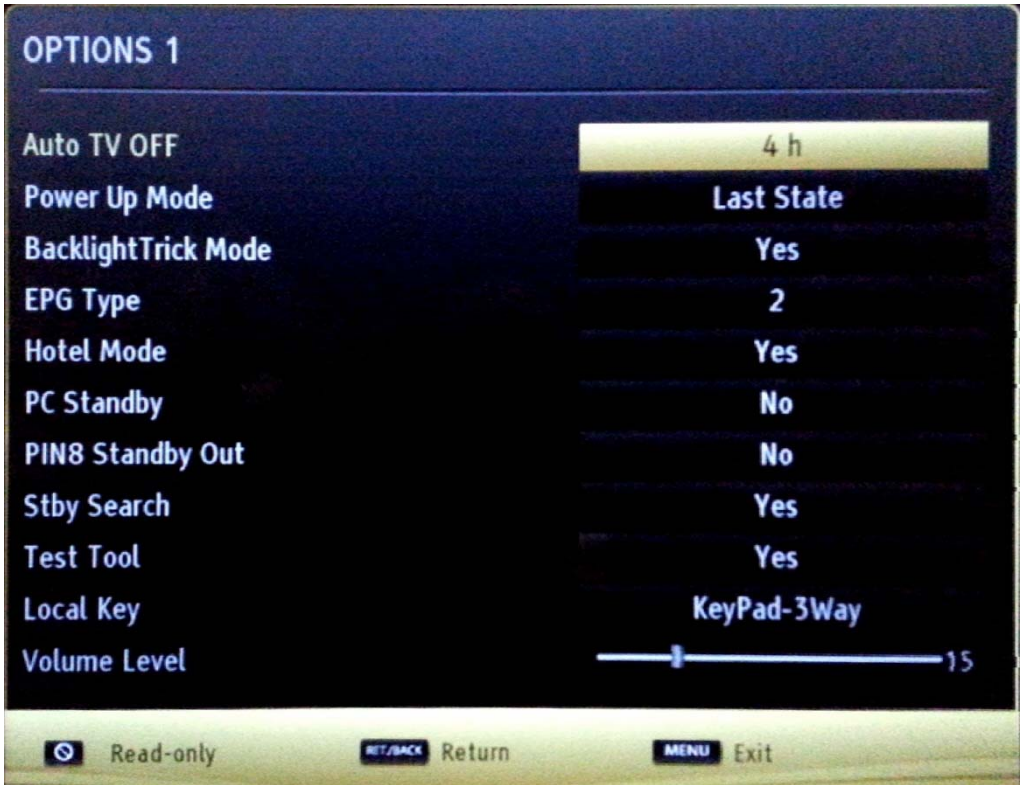 OPTIONS 1
Auto TV OFF 4 h
Power Up Mode Last State
BacklightTrick Mode Yes
EPG Type 2
Hotel Mode Yes
PC Standby No
PIN8 Standby Out No
Stby Search Yes
Test Tool Yes
Local Key KeyPad-3Way
Volume Level 15
Read-only RET/BACK Return MENU Exit